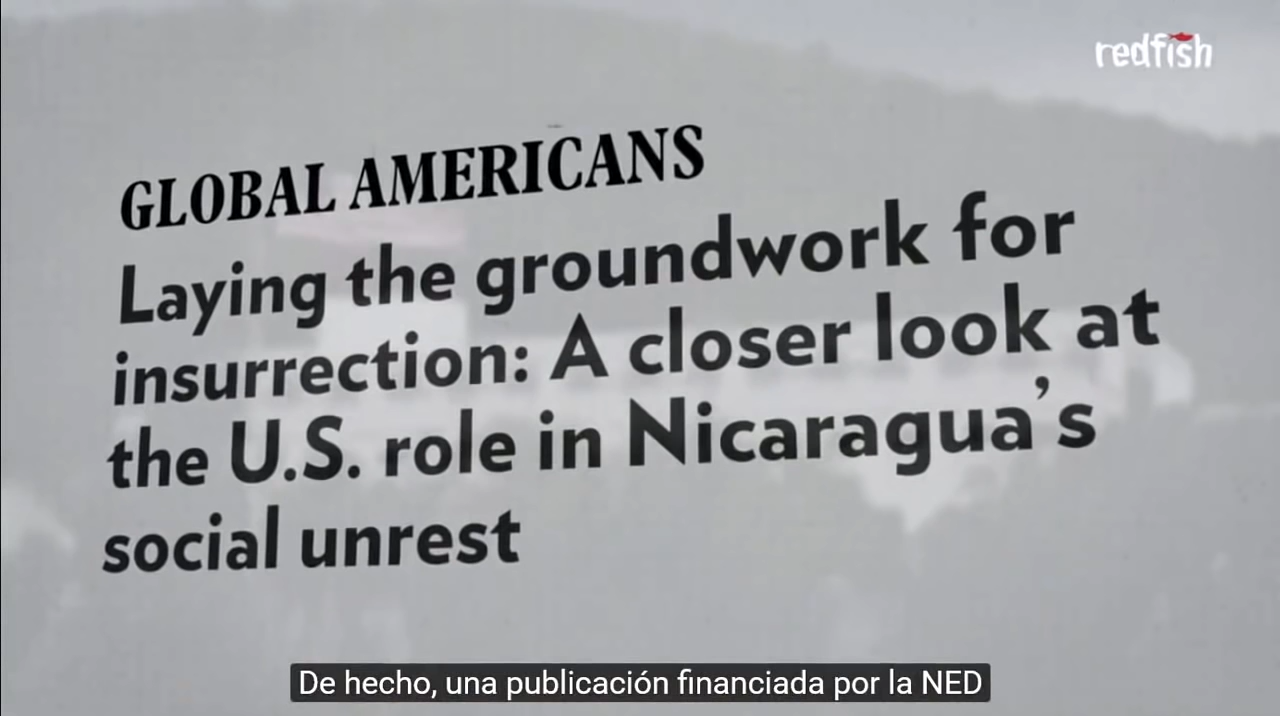 redfish
GLOBAL AMERICANS
Laying the groundwork for
insurrection: A closer look at
the U.S. role in Nicaragua's
social unrest
De hecho, una publicación financiada por la NED